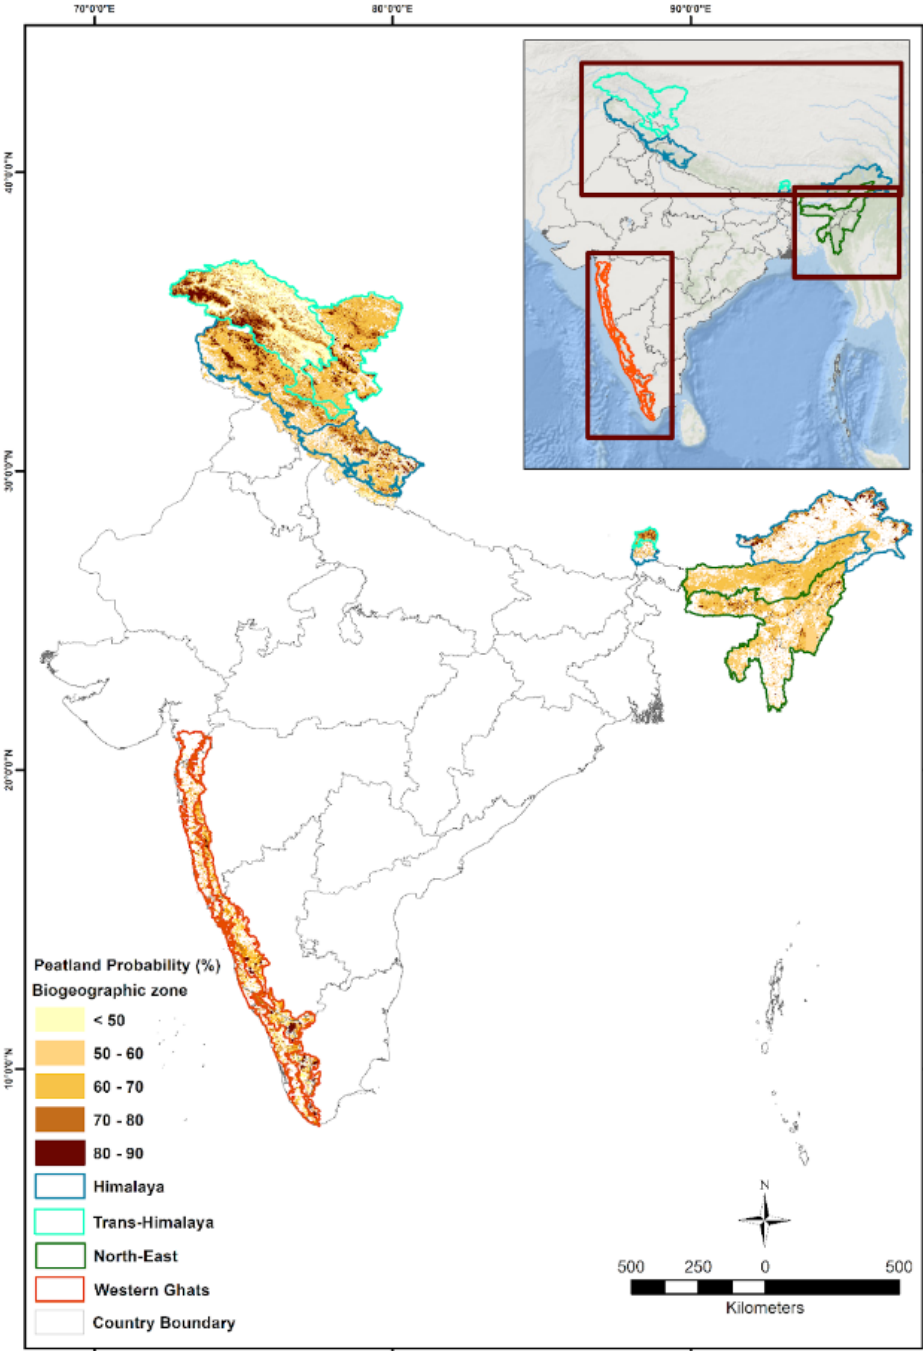 70°0'0"E 80°0'0"E 90°0'0"E
40°0'0"N
30°0'0"N
20°0'0"N
10°0'0"N
Peatland Probability (%)
Biogeographic zone
< 50
50 - 60
60 - 70
70 - 80
80 - 90
Himalaya
Trans-Himalaya
North-East
Western Ghats
Country Boundary
N
500 250 0 500
Kilometers